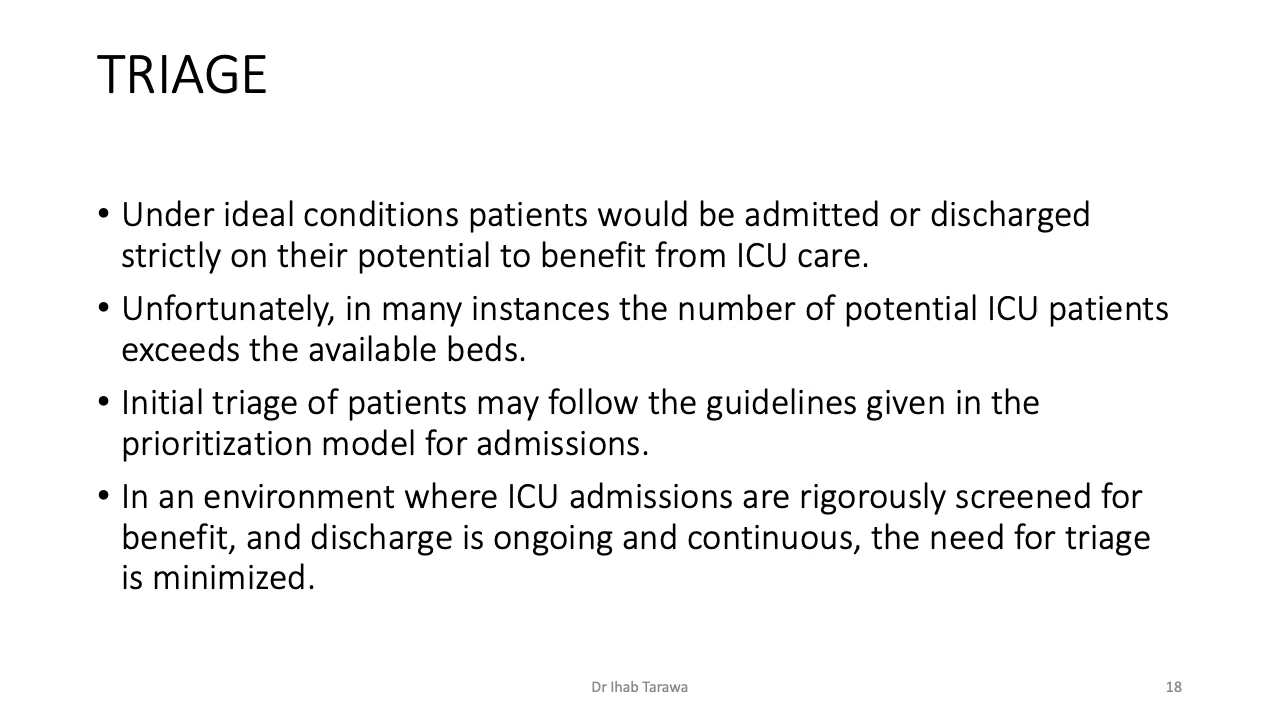 TRIAGE
• Under ideal conditions patients would be admitted or discharged
strictly on their potential to benefit from ICU care.
• Unfortunately, in many instances the number of potential ICU patients
exceeds the available beds.
• Initial triage of patients may follow the guidelines given in the
prioritization model for admissions.
• In an environment where ICU admissions are rigorously screened for
benefit, and discharge is ongoing and continuous, the need for triage
is minimized.
Dr Ihab Tarawa
18